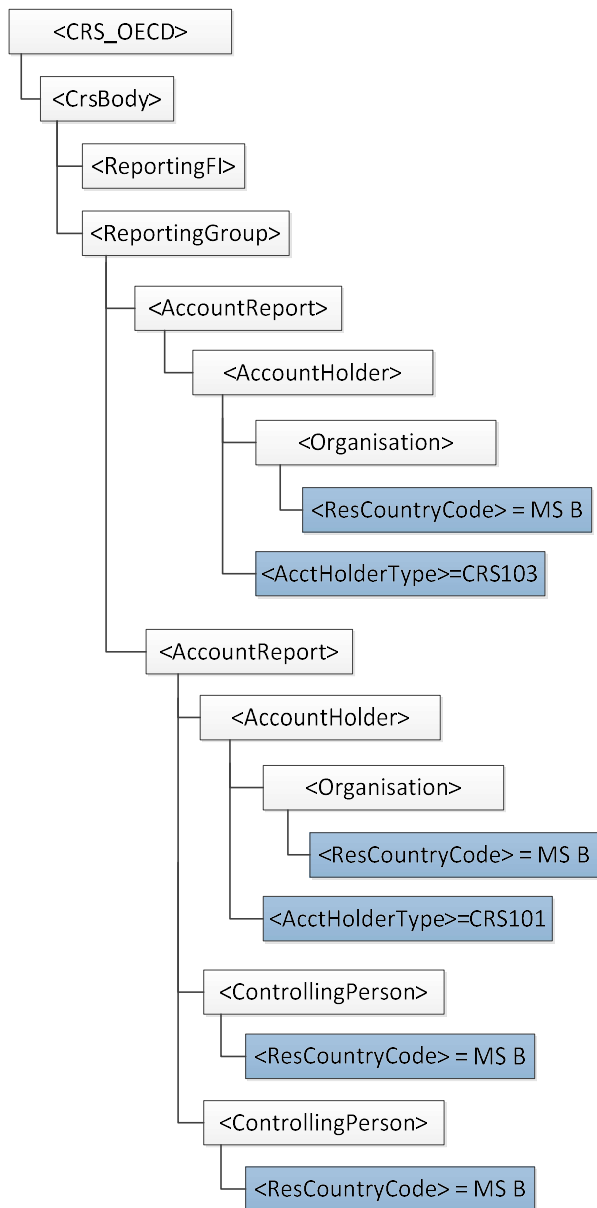 <CRS_OECD>
<CrsBody>
<ReportingFI>
<ReportingGroup>
<AccountReport>
<AccountHolder>
<Organisation>
<ResCountryCode> = MS B
<AcctHolderType>=CRS103
<AccountReport>
<AccountHolder>
<Organisation>
<ResCountryCode> = MS B
<AcctHolderType>=CRS101
<ControllingPerson>
<ResCountryCode> = MS B
<ControllingPerson>
<ResCountryCode> = MS B